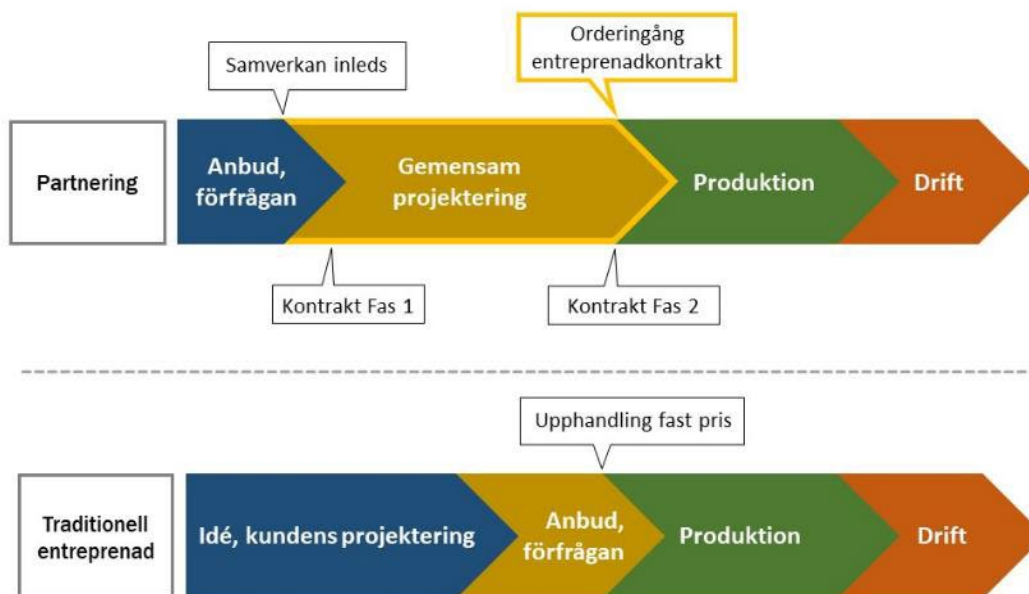 Orderingång
entreprenadkontrakt
Samverkan inleds
Partnering
Anbud,
förfrågan
Gemensam
projektering
Produktion
Drift
Kontrakt Fas 1
Kontrakt Fas 2
Upphandling fast pris
Traditionell
entreprenad
Idé, kundens projektering
Anbud,
förfrågan
Produktion
Drift